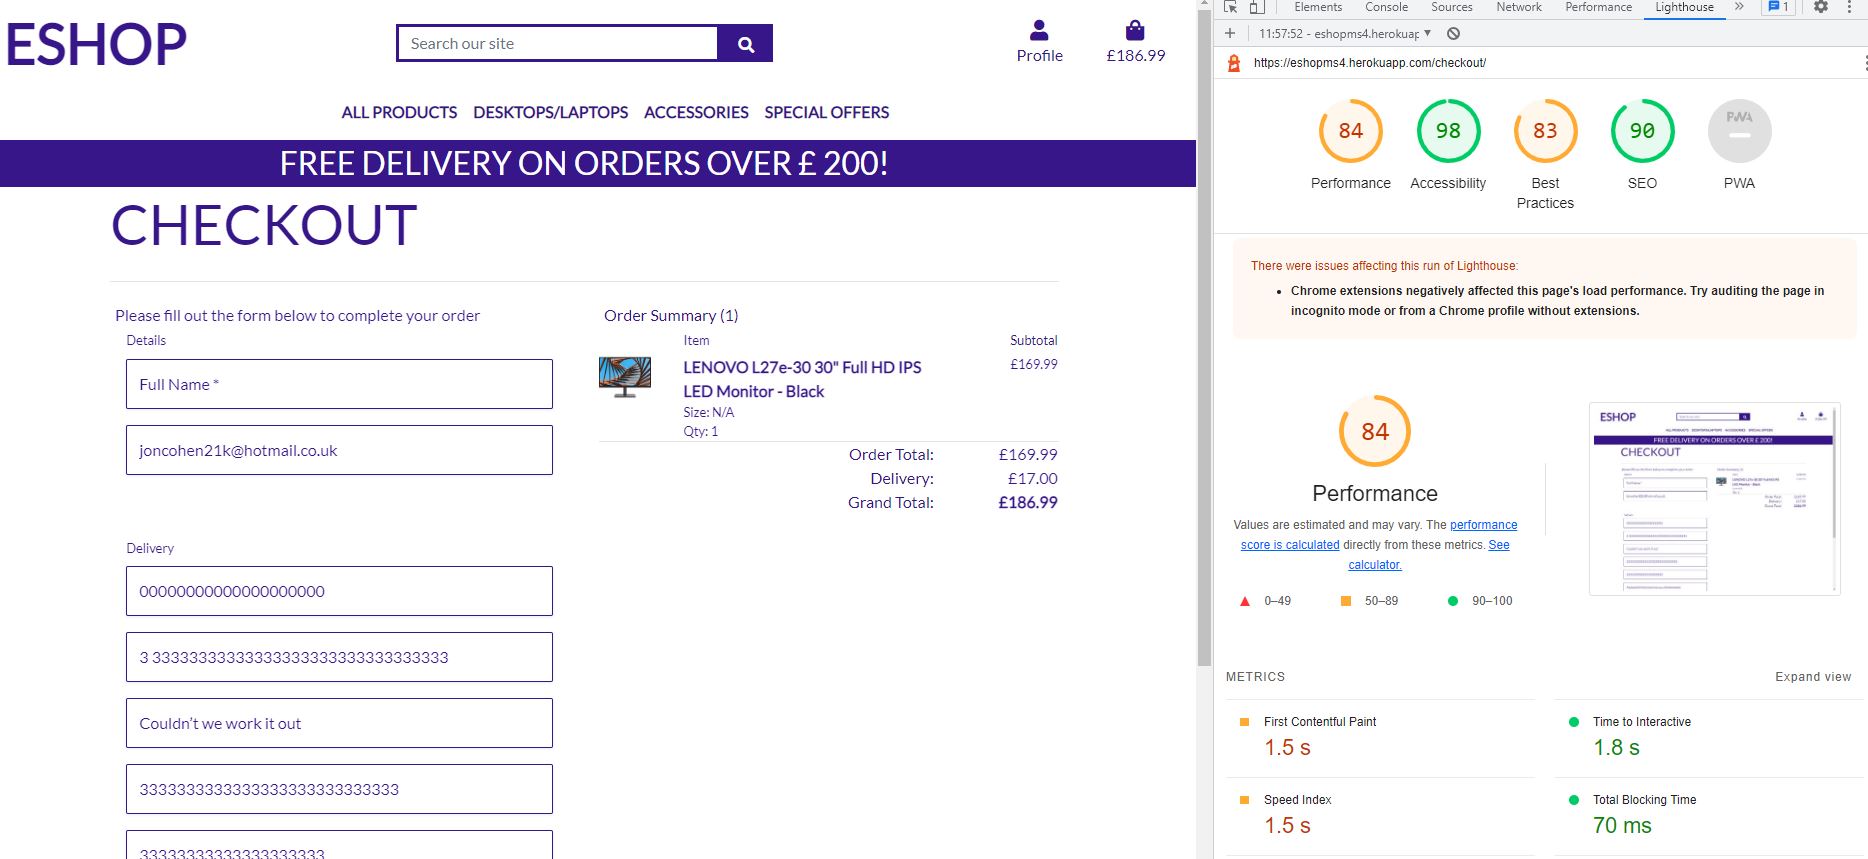 ESHOP
Search our site
Profile
£186.99
ALL PRODUCTS DESKTOPS/LAPTOPS ACCESSORIES SPECIAL OFFERS
FREE DELIVERY ON ORDERS OVER £ 200!
CHECKOUT
Please fill out the form below to complete your order
Details
Full Name *
joncohen21k@hotmail.co.uk
Delivery
Couldn't we work it out
Order Summary (1)
Item Subtotal
LENOVO L27e-30 30" Full HD IPS £169.99
LED Monitor - Black
Size: N/A
Qty: 1
Order Total: £169.99
Delivery: £17.00
Grand Total: £186.99
Elements Console Sources Network Performance Lighthouse 1
11:57:52 - eshopms4.herokuap
https://eshopms4.herokuapp.com/checkout/
84 98 83 90 PWA
Performance Accessibility Best Practices SEO PWA
There were issues affecting this run of Lighthouse:
Chrome extensions negatively affected this page's load performance. Try auditing the page in
incognito mode or from a Chrome profile without extensions.
84
Performance
Values are estimated and may vary. The performance
score is calculated directly from these metrics. See
calculator.
0–49 50–89 90–100
ESHOP
FREE DELIVERY ON ORDERS OVER £ 200!
CHECKOUT
METRICS Expand view
First Contentful Paint
1.5 s
Time to Interactive
1.8 s
Speed Index
1.5 s
Total Blocking Time
70 ms